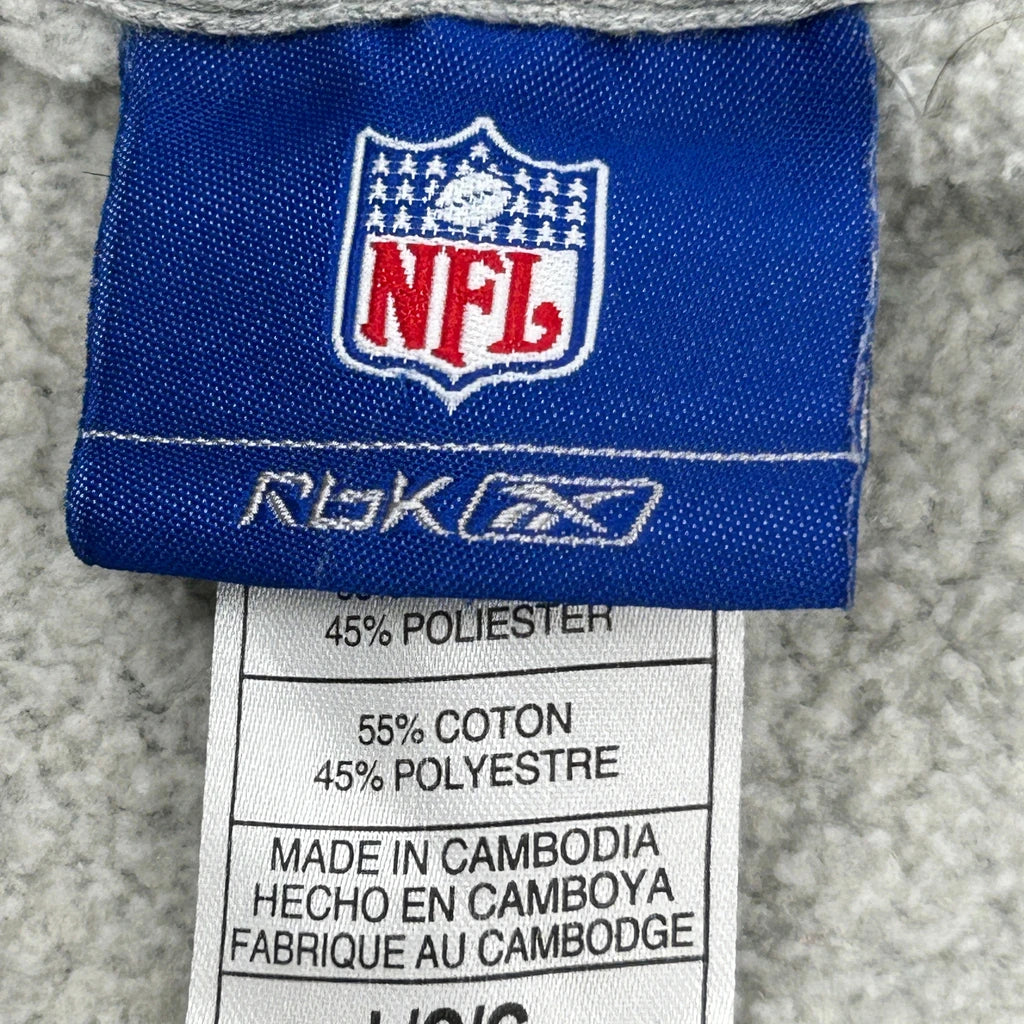 NFL
Rbk
45% POLIESTER
55% COTON
45% POLYESTRE
MADE IN CAMBODIA
HECHO EN CAMBOYA
FABRIQUE AU CAMBODGE